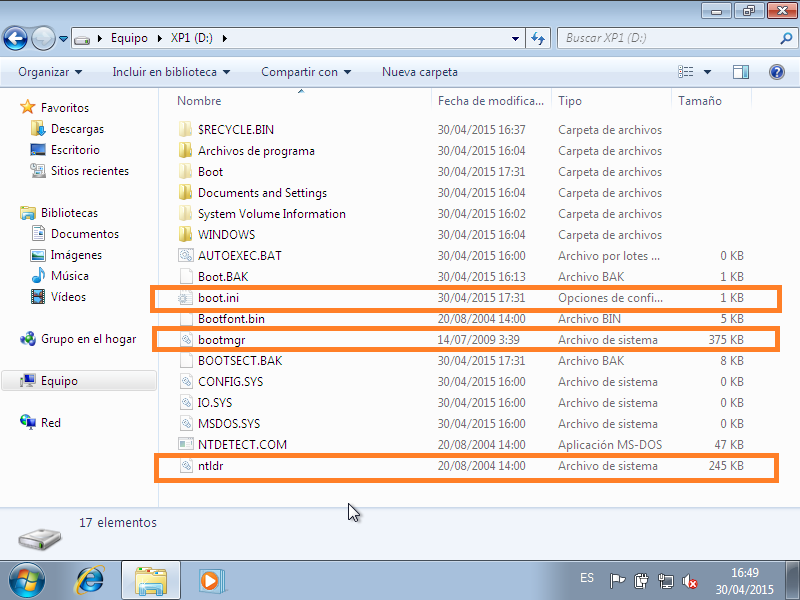 Equipo XP1 (D:)
Buscar XP1 (D:)
Organizar Incluir en biblioteca Compartir con Nueva carpeta
Nombre Fecha de modifica... Tipo Tamaño
Favoritos
Descargas
Escritorio
Sitios recientes
Bibliotecas
Documentos
Imágenes
Música
Vídeos
Grupo en el hogar
Equipo
Red
$RECYCLE.BIN 30/04/2015 16:37 Carpeta de archivos
Archivos de programa 30/04/2015 16:04 Carpeta de archivos
Boot 30/04/2015 17:31 Carpeta de archivos
Documents and Settings 30/04/2015 16:04 Carpeta de archivos
System Volume Information 30/04/2015 16:02 Carpeta de archivos
WINDOWS 30/04/2015 16:04 Carpeta de archivos
AUTOEXEC.BAT 30/04/2015 16:00 Archivo por lotes ... 0 KB
Boot.BAK 30/04/2015 16:13 Archivo BAK 1 KB
boot.ini 30/04/2015 17:31 Opciones de confi... 1 KB
Bootfont.bin 20/08/2004 14:00 Archivo BIN 5 KB
bootmgr 14/07/2009 3:39 Archivo de sistema 375 KB
BOOTSECT.BAK 30/04/2015 17:31 Archivo BAK 8 KB
CONFIG.SYS 30/04/2015 16:00 Archivo de sistema 0 KB
IO.SYS 30/04/2015 16:00 Archivo de sistema 0 KB
MSDOS.SYS 30/04/2015 16:00 Archivo de sistema 0 KB
NTDETECT.COM 20/08/2004 14:00 Aplicación MS-DOS 47 KB
ntldr 20/08/2004 14:00 Archivo de sistema 245 KB
17 elementos
ES
16:49
30/04/2015